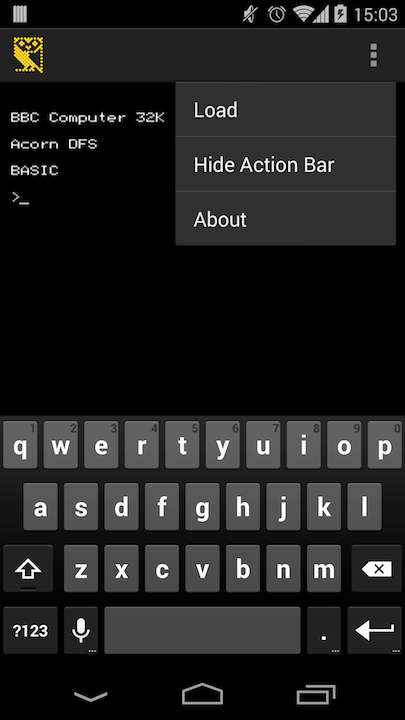 15:03
BBC Computer 32K
Acorn DFS
BASIC
>_
Load
Hide Action Bar
About
1 2 3 4 5 6 7 8 9 0
q w e r t y u i o p
a s d f g h j k l
z x c v b n m
?123 ... . ... ...